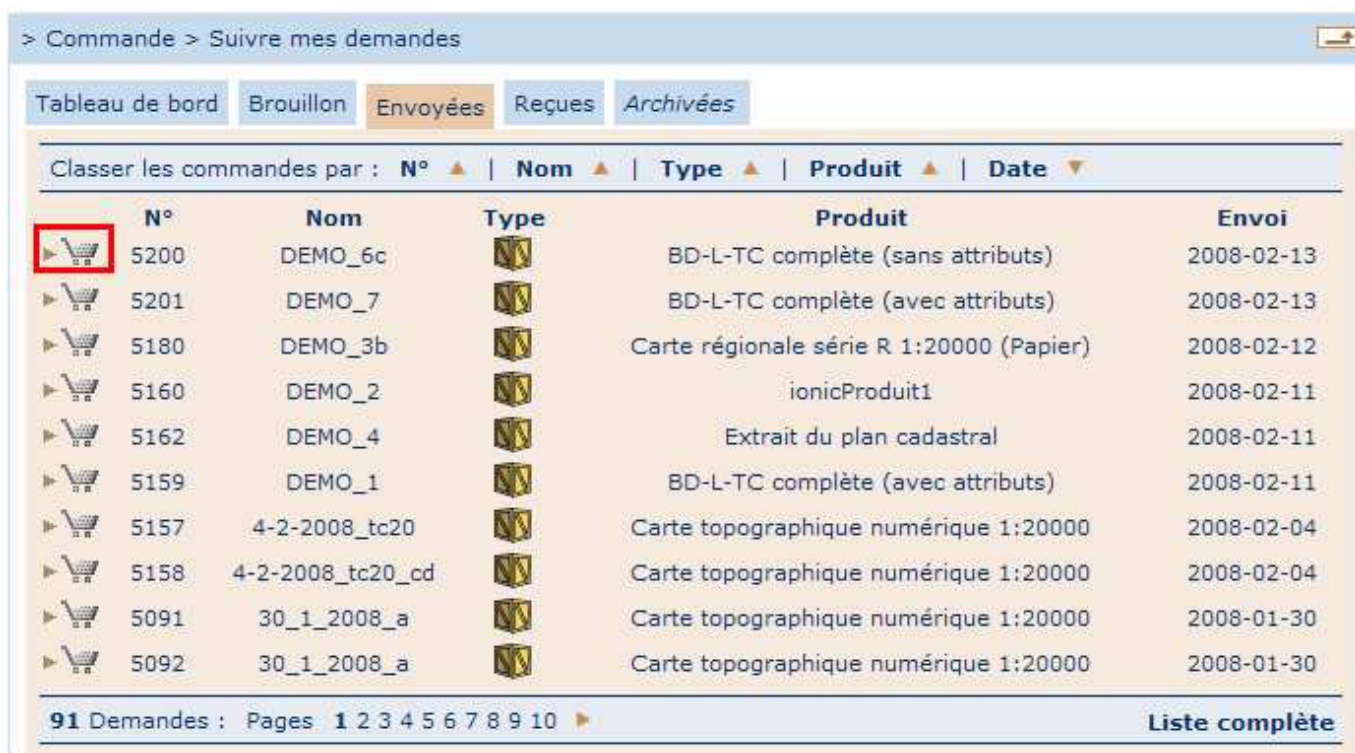 > Commande > Suivre mes demandes
Tableau de bord Brouillon Envoyées Reçues Archivées
Classer les commandes par : N° ▲ | Nom ▲ | Type ▲ | Produit ▲ | Date ▼
N° Nom Type Produit Envoi
5200 DEMO_6c BD-L-TC complète (sans attributs) 2008-02-13
5201 DEMO_7 BD-L-TC complète (avec attributs) 2008-02-13
5180 DEMO_3b Carte régionale série R 1:20000 (Papier) 2008-02-12
5160 DEMO_2 ionicProduit1 2008-02-11
5162 DEMO_4 Extrait du plan cadastral 2008-02-11
5159 DEMO_1 BD-L-TC complète (avec attributs) 2008-02-11
5157 4-2-2008_tc20 Carte topographique numérique 1:20000 2008-02-04
5158 4-2-2008_tc20_cd Carte topographique numérique 1:20000 2008-02-04
5091 30_1_2008_a Carte topographique numérique 1:20000 2008-01-30
5092 30_1_2008_a Carte topographique numérique 1:20000 2008-01-30
91 Demandes : Pages 1 2 3 4 5 6 7 8 9 10 ► Liste complète